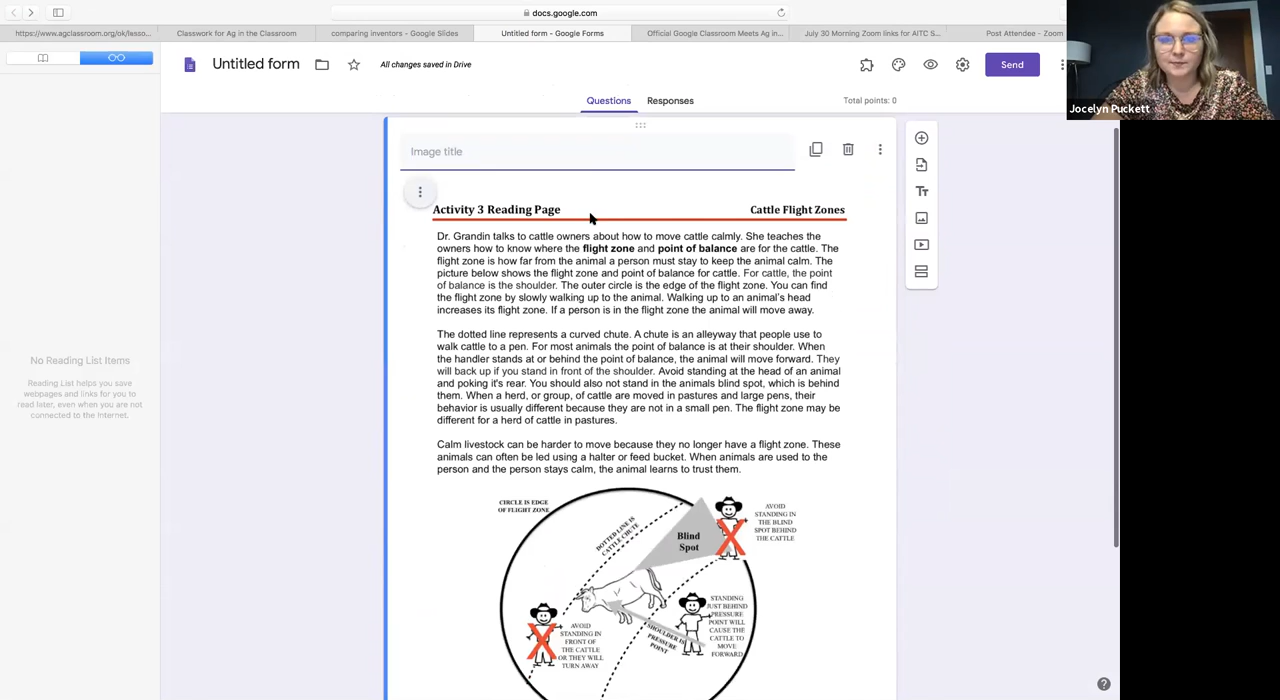 docs.google.com
https://www.agclassroom.org/ok/lesso...
Classwork for Ag in the Classroom
comparing inventors - Google Slides
Untitled form - Google Forms
Official Google Classroom Meets Ag in...
July 30 Morning Zoom links for AITC S...
Post Attendee - Zoom
Untitled form
All changes saved in Drive
Send
Jocelyn Puckett
Questions
Responses
Total points: 0
Image title
Activity 3 Reading Page
Cattle Flight Zones
Dr. Grandin talks to cattle owners about how to move cattle calmly. She teaches the
owners how to know where the flight zone and point of balance are for the cattle. The
flight zone is how far from the animal a person must stay to keep the animal calm. The
picture below shows the flight zone and point of balance for cattle. For cattle, the point
of balance is the shoulder. The outer circle is the edge of the flight zone. You can find
the flight zone by slowly walking up to the animal. Walking up to an animal's head
increases its flight zone. If a person is in the flight zone the animal will move away.
The dotted line represents a curved chute. A chute is an alleyway that people use to
walk cattle to a pen. For most animals the point of balance is at their shoulder. When
the handler stands at or behind the point of balance, the animal will move forward. They
will back up if you stand in front of the shoulder. Avoid standing at the head of an animal
and poking it's rear. You should also not stand in the animals blind spot, which is behind
them. When a herd, or group, of cattle are moved in pastures and large pens, their
behavior is usually different because they are not in a small pen. The flight zone may be
different for a herd of cattle in pastures.
Calm livestock can be harder to move because they no longer have a flight zone. These
animals can often be led using a halter or feed bucket. When animals are used to the
person and the person stays calm, the animal learns to trust them.
No Reading List Items
Reading List helps you save
webpages and links for you to
read later, even when you are not
connected to the Internet.
CIRCLE IS EDGE
OF FLIGHT ZONE
DOTTED LINE IS
CATTLE CHUTE
Blind
Spot
AVOID
STANDING IN
THE BLIND
SPOT BEHIND
THE CATTLE
STANDING
JUST BEHIND
PRESSURE
POINT WILL
CAUSE THE
CATTLE TO
MOVE
FORWARD
SHOULDER IS
PRESSURE
POINT
AVOID
STANDING IN
FRONT OF
THE CATTLE
OR THEY WILL
TURN AWAY